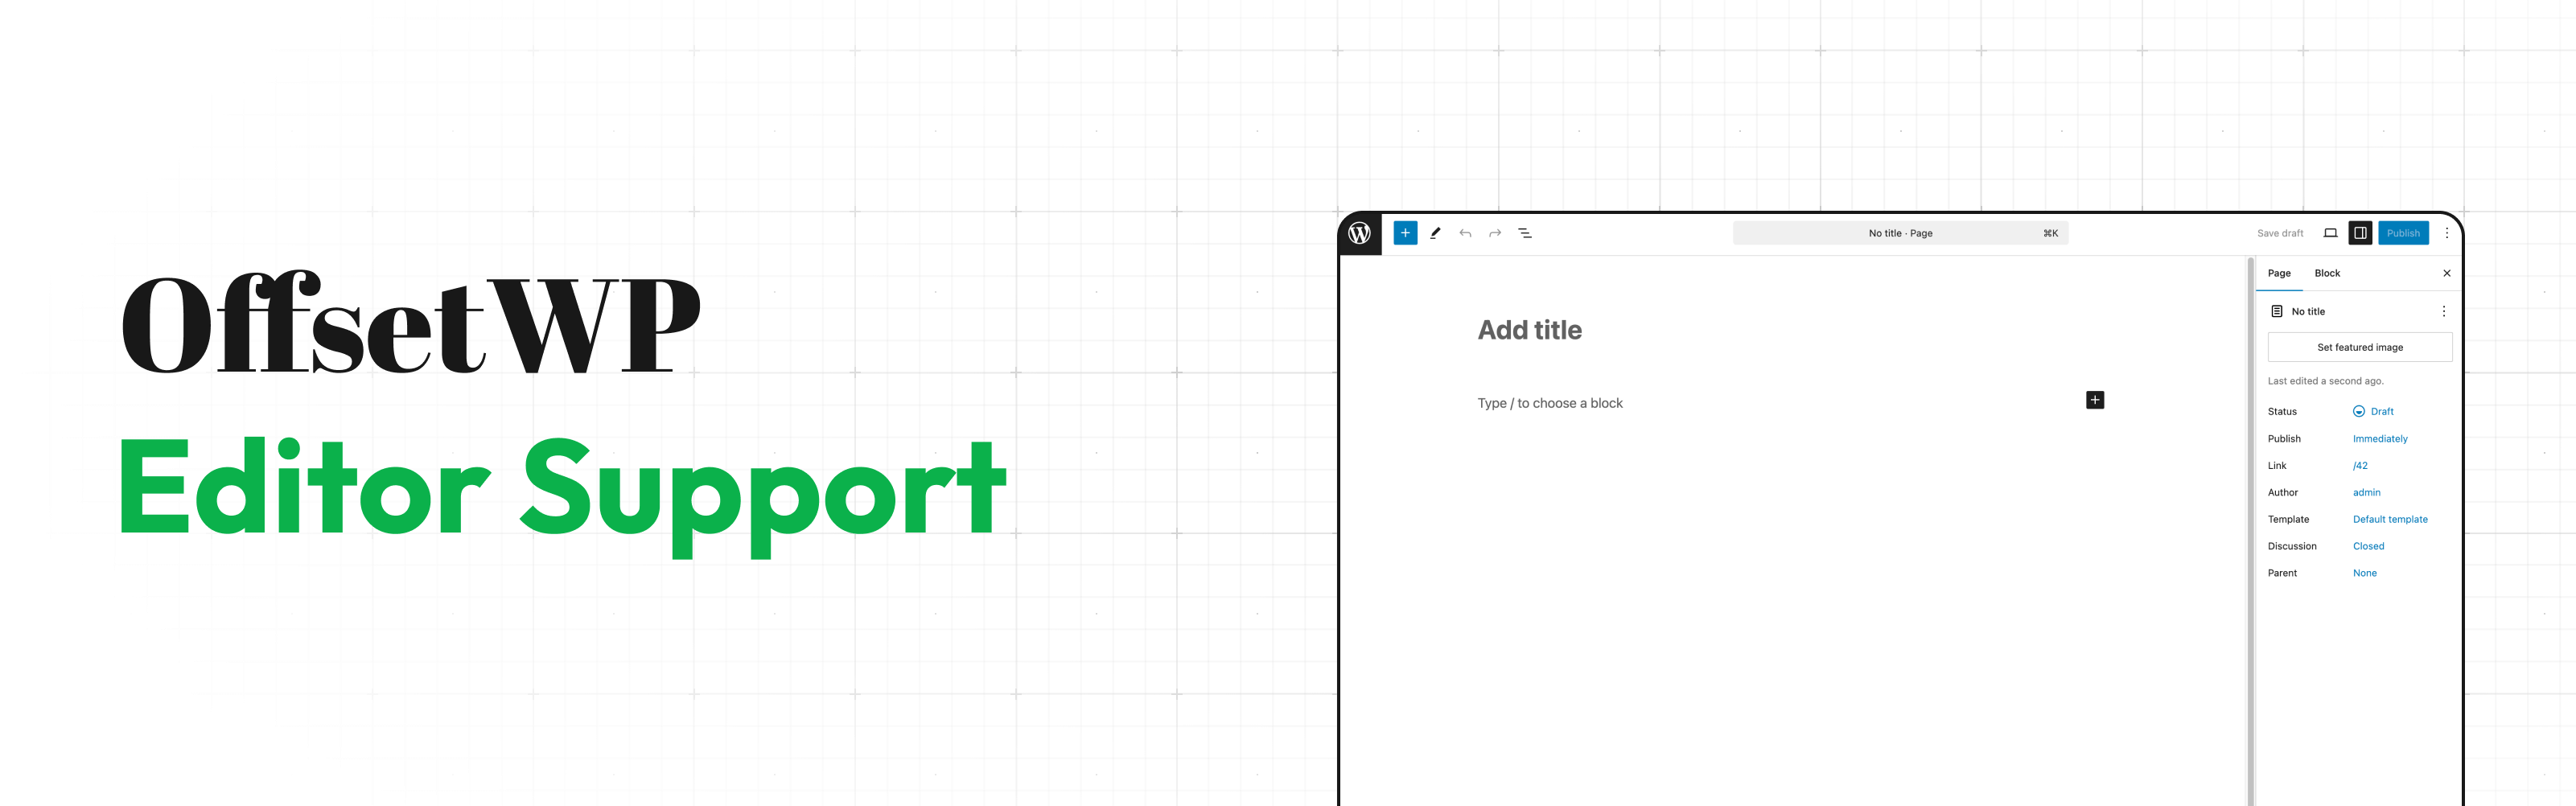 OffsetWP
Editor Support
No title · Page ⌘K
Save draft
Publish
Page Block
No title
Set featured image
Last edited a second ago.
Status Draft
Publish Immediately
Link /42
Author admin
Template Default template
Discussion Closed
Parent None
Add title
Type / to choose a block